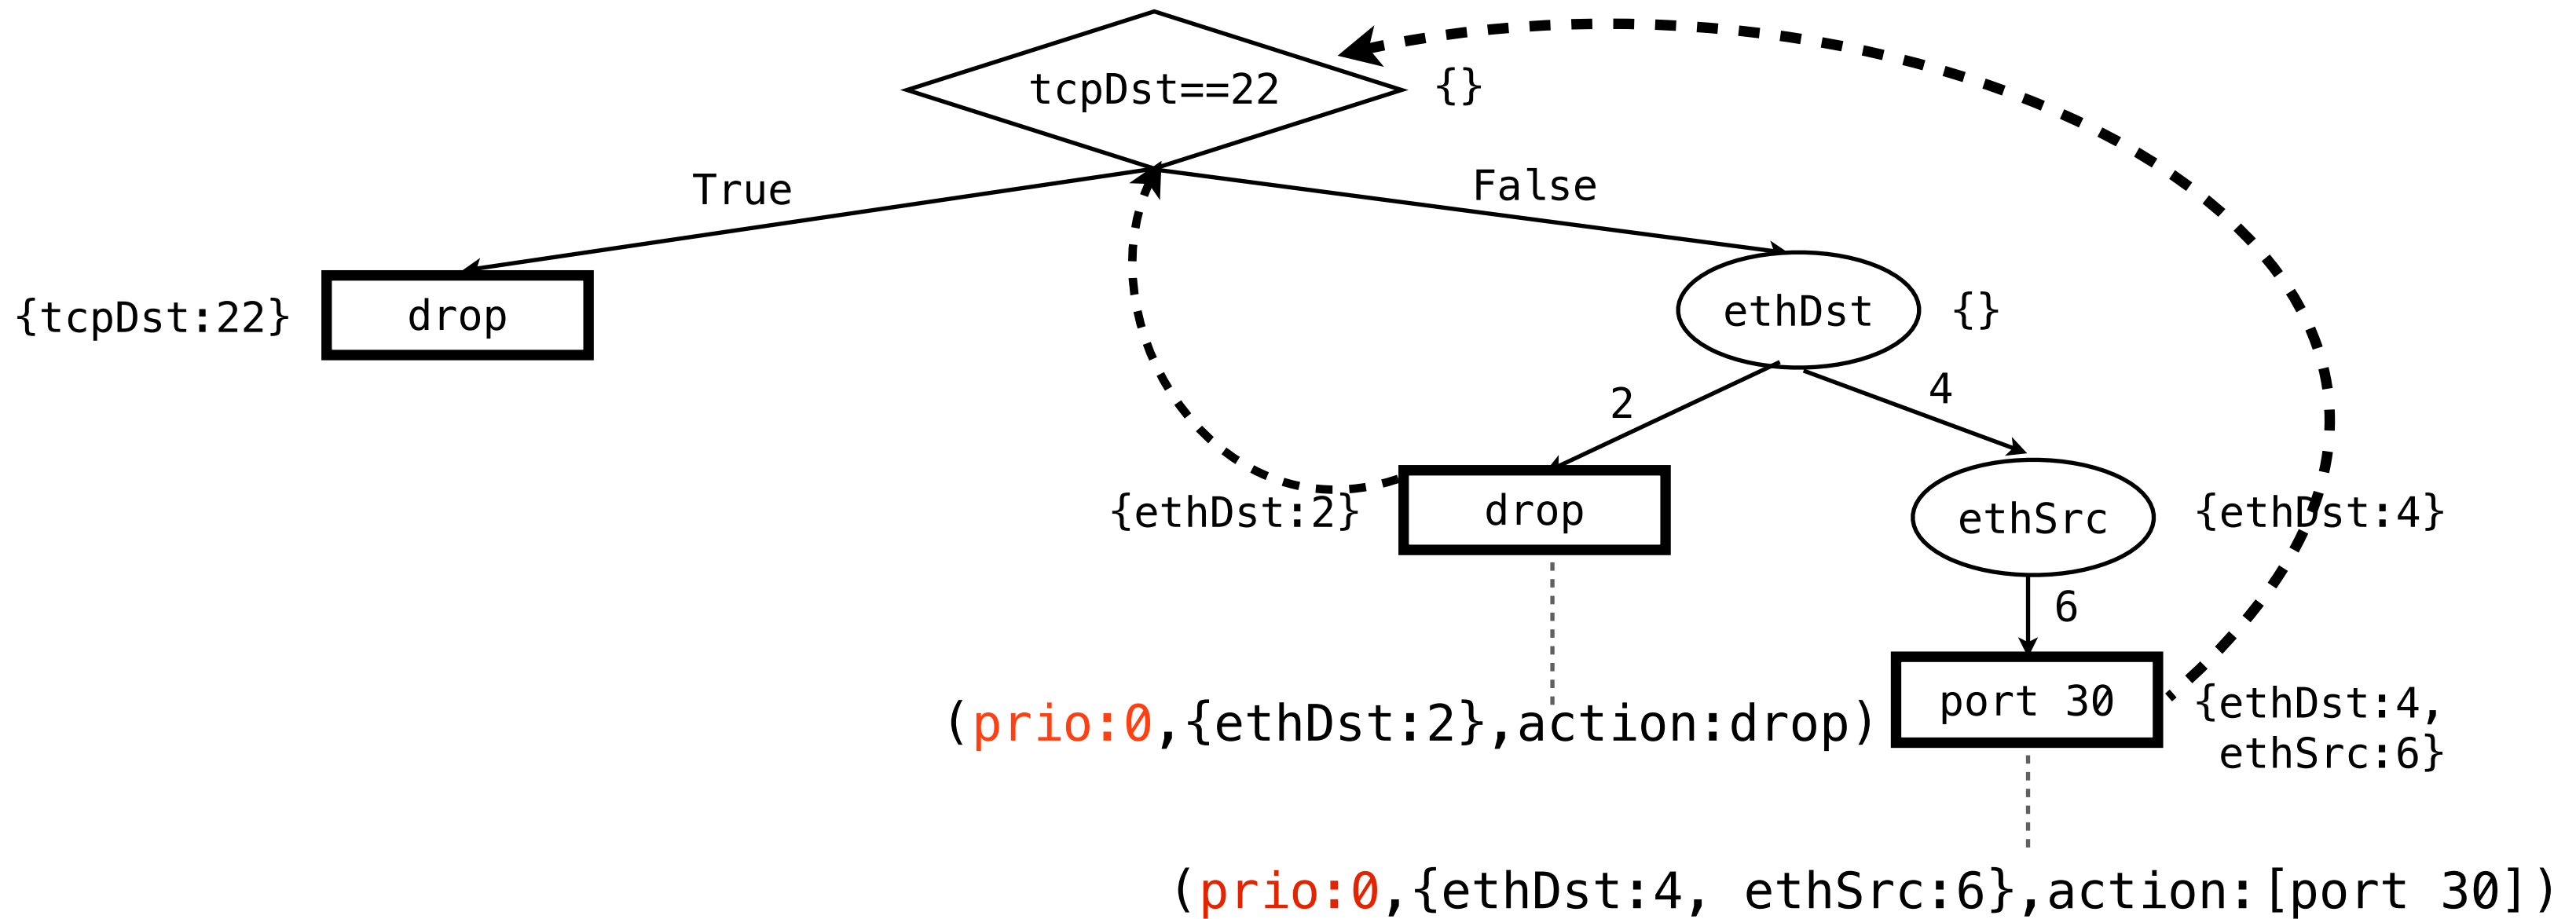 tcpDst==22
{}
True
False
{tcpDst:22}
drop
ethDst
{}
2
4
{ethDst:2}
drop
ethSrc
{ethDst:4}
6
port 30
{ethDst:4,
ethSrc:6}
(prio:0,{ethDst:2},action:drop)
(prio:0,{ethDst:4, ethSrc:6},action:[port 30])